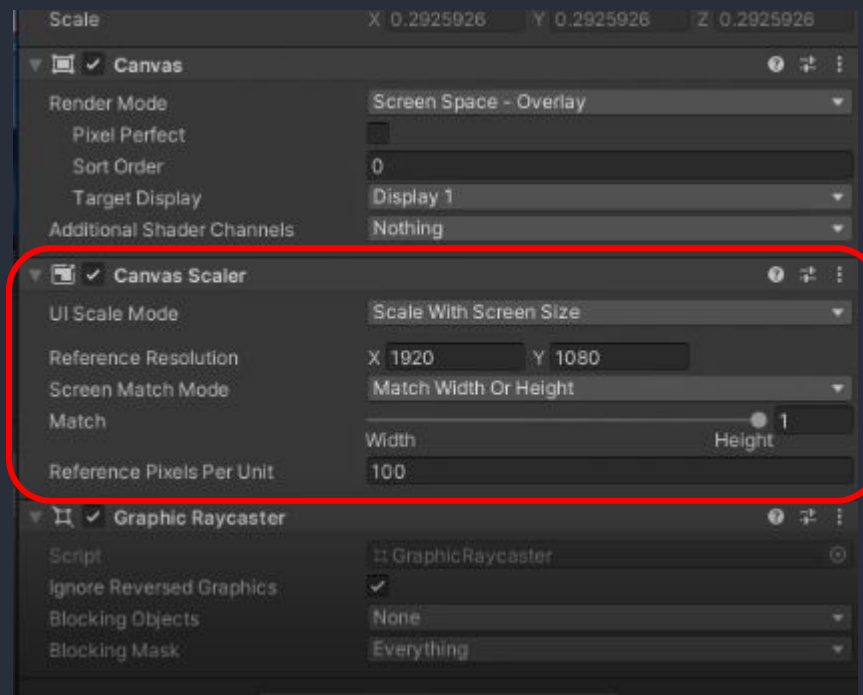 Scale X 0.2925926 Y 0.2925926 Z 0.2925926
Canvas
Render Mode Screen Space - Overlay
Pixel Perfect
Sort Order 0
Target Display Display 1
Additional Shader Channels Nothing
Canvas Scaler
UI Scale Mode Scale With Screen Size
Reference Resolution X 1920 Y 1080
Screen Match Mode Match Width Or Height
Match 1
Width Height
Reference Pixels Per Unit 100
Graphic Raycaster
Script GraphicRaycaster
Ignore Reversed Graphics
Blocking Objects None
Blocking Mask Everything